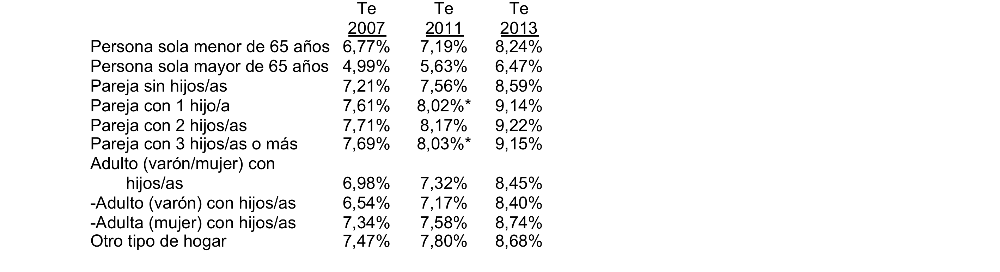 Te Te Te
2007 2011 2013
Persona sola menor de 65 años 6,77% 7,19% 8,24%
Persona sola mayor de 65 años 4,99% 5,63% 6,47%
Pareja sin hijos/as 7,21% 7,56% 8,59%
Pareja con 1 hijo/a 7,61% 8,02%* 9,14%
Pareja con 2 hijos/as 7,71% 8,17% 9,22%
Pareja con 3 hijos/as o más 7,69% 8,03%* 9,15%
Adulto (varón/mujer) con
hijos/as 6,98% 7,32% 8,45%
-Adulto (varón) con hijos/as 6,54% 7,17% 8,40%
-Adulta (mujer) con hijos/as 7,34% 7,58% 8,74%
Otro tipo de hogar 7,47% 7,80% 8,68%